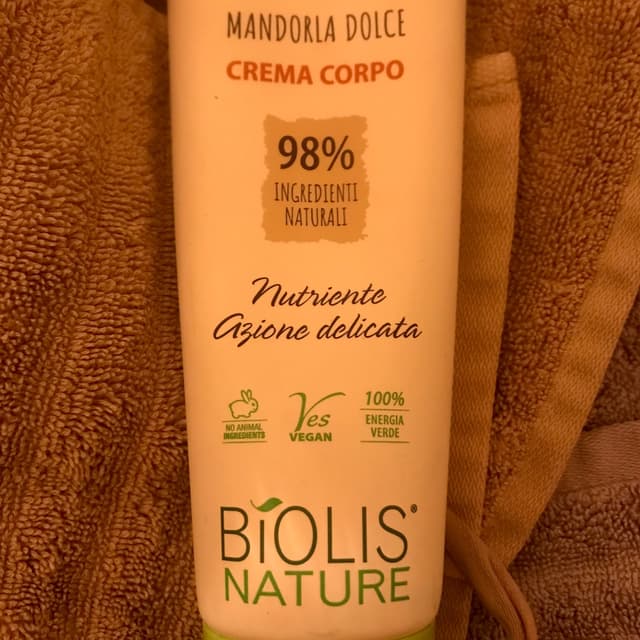 MANDORLA DOLCE
CREMA CORPO
98%
INGREDIENTI
NATURALI
Nutriente
Azione delicata
NO ANIMAL
INGREDIENTS
Yes
VEGAN
100%
ENERGIA
VERDE
BiOLIS®
NATURE